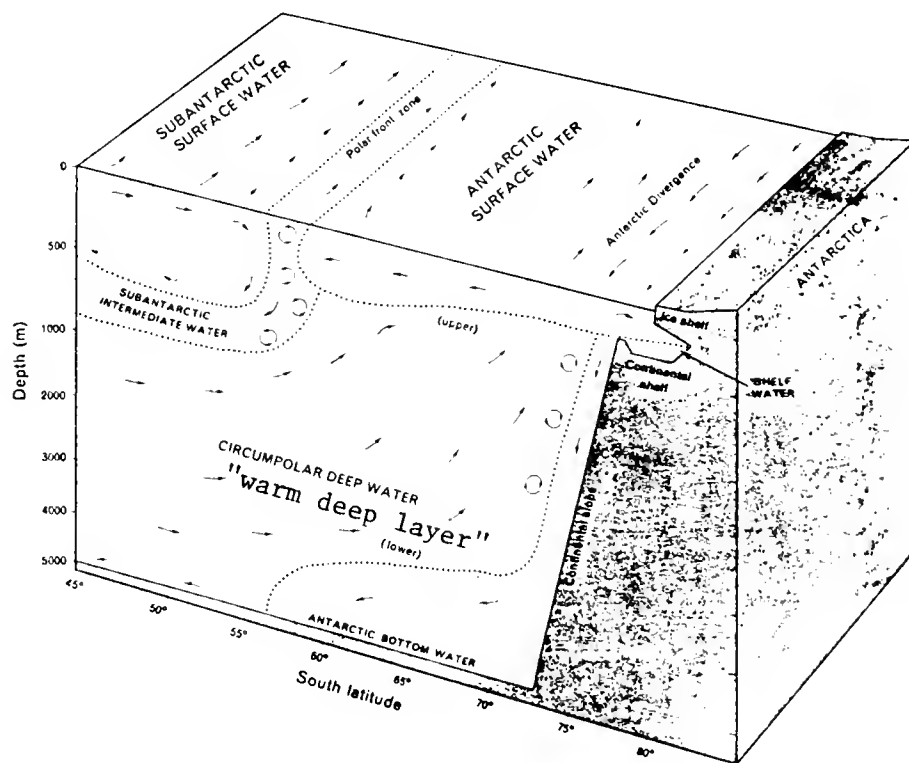 SUBANTARCTIC
SURFACE WATER
Polar front zone
ANTARCTIC
SURFACE WATER
Antarctic Divergence
ANTARCTICA
0
500
1000
2000
3000
4000
5000
Depth (m)
SUBANTARCTIC
INTERMEDIATE WATER
(upper)
Ice shelf
Continental
shelf
"SHELF
WATER
CIRCUMPOLAR DEEP WATER
"warm deep layer"
(lower)
Continental slope
ANTARCTIC BOTTOM WATER
45°
50°
55°
60°
65°
70°
75°
80°
South latitude